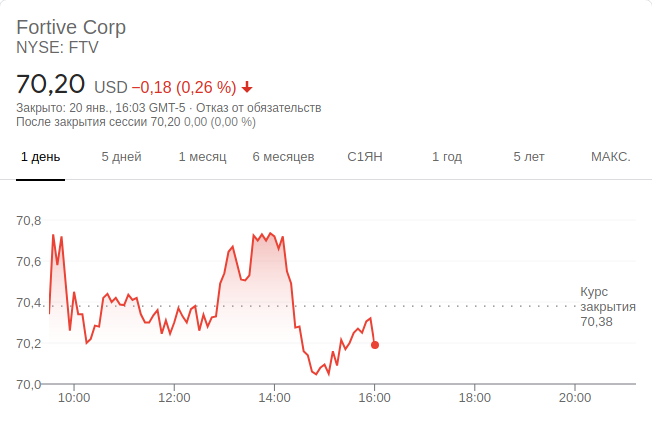 Fortive Corp
NYSE: FTV
70,20 USD −0,18 (0,26 %)
Закрыто: 20 янв., 16:03 GMT-5 · Отказ от обязательств
После закрытия сессии 70,20 0,00 (0,00 %)
1 день 5 дней 1 месяц 6 месяцев С1ЯН 1 год 5 лет МАКС.
70,8
70,6
70,4
70,2
70,0
Курс
закрытия
70,38
10:00 12:00 14:00 16:00 18:00 20:00